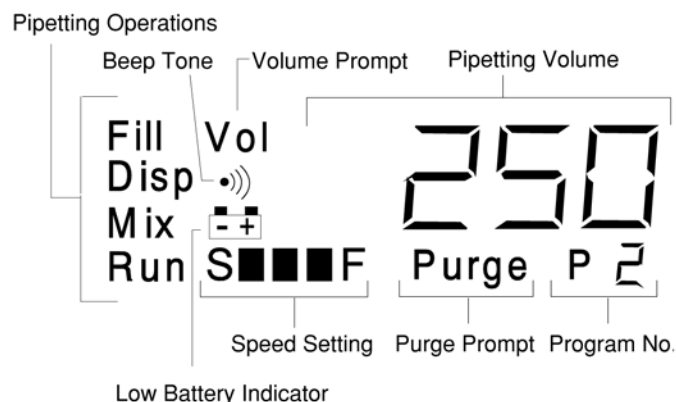 Pipetting Operations
Beep Tone Volume Prompt Pipetting Volume
Fill Vol 250
Disp
Mix - +
Run S F Purge P 2
Speed Setting Purge Prompt Program No.
Low Battery Indicator